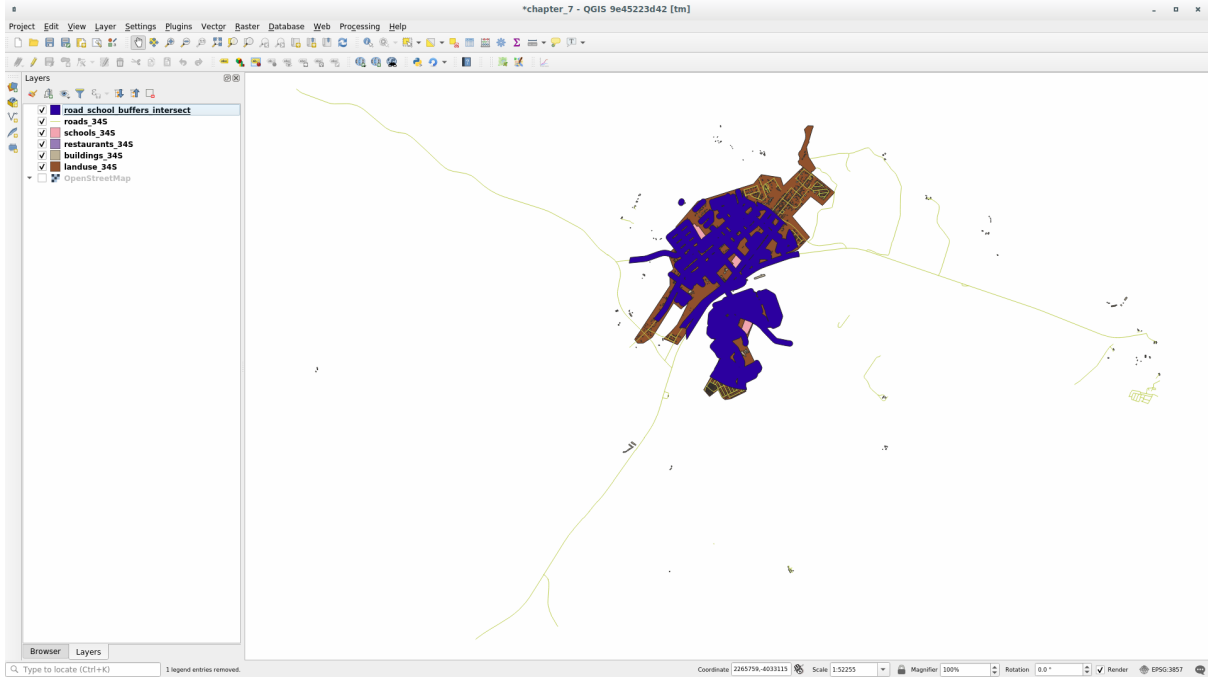 *chapter_7 - QGIS 9e45223d42 [tm]
Project Edit View Layer Settings Plugins Vector Raster Database Web Processing Help
Layers
road_school_buffers_intersect
roads_34S
schools_34S
restaurants_34S
buildings_34S
landuse_34S
OpenStreetMap
Browser Layers
Type to locate (Ctrl+K) 1 legend entries removed. Coordinate 2265759,-4033115 Scale 1:52255 Magnifier 100% Rotation 0.0 ° Render EPSG:3857